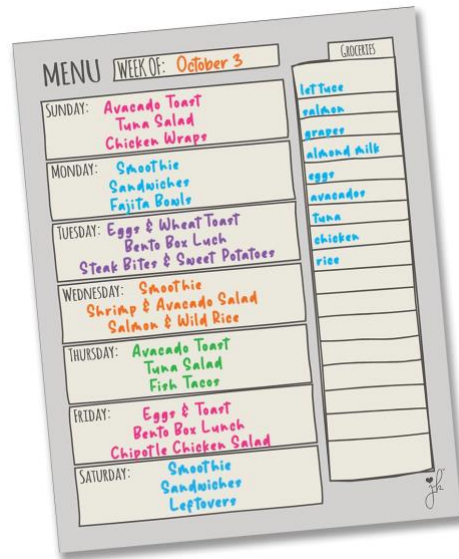 MENU WEEK OF: October 3
SUNDAY: Avacado Toast
Tuna Salad
Chicken Wraps
MONDAY: Smoothie
Sandwiches
Fajita Bowls
TUESDAY: Eggs & Wheat Toast
Bento Box Luch
Steak Bites & Sweet Potatoes
WEDNESDAY: Smoothie
Shrimp & Avacado Salad
Salmon & Wild Rice
THURSDAY: Avacado Toast
Tuna Salad
Fish Tacos
FRIDAY: Eggs & Toast
Bento Box Lunch
Chipotle Chicken Salad
SATURDAY: Smoothie
Sandwiches
Leftovers
GROCERIES
lettuce
salmon
grapes
almond milk
eggs
avacados
tuna
chicken
rice
jh